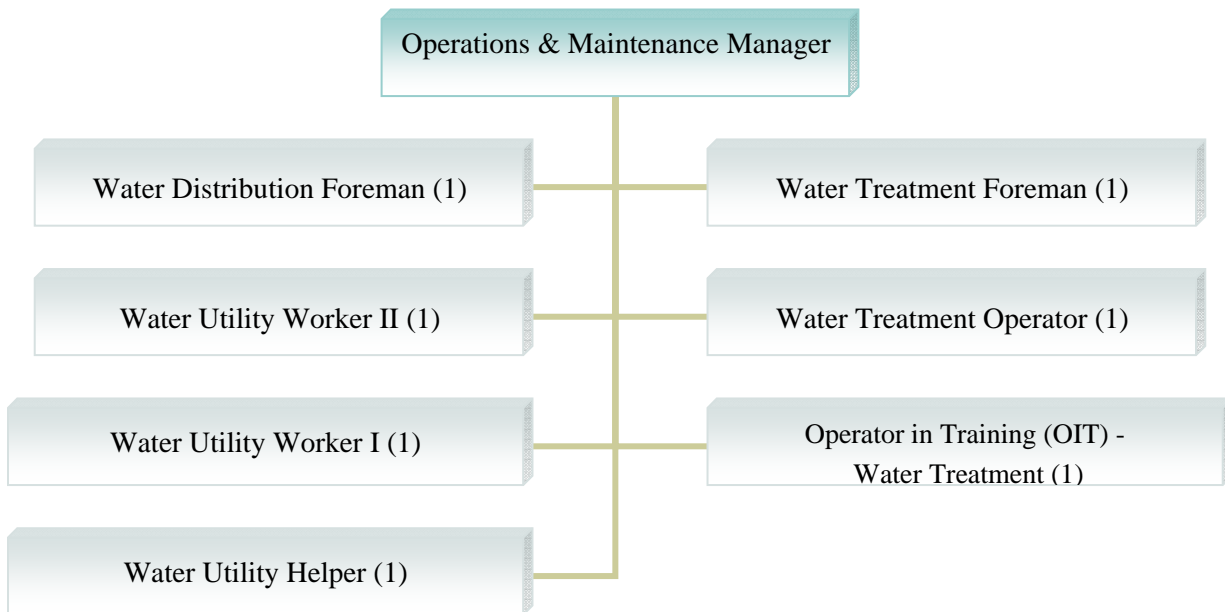 Operations & Maintenance Manager
Water Distribution Foreman (1)
Water Treatment Foreman (1)
Water Utility Worker II (1)
Water Treatment Operator (1)
Water Utility Worker I (1)
Operator in Training (OIT) -
Water Treatment (1)
Water Utility Helper (1)